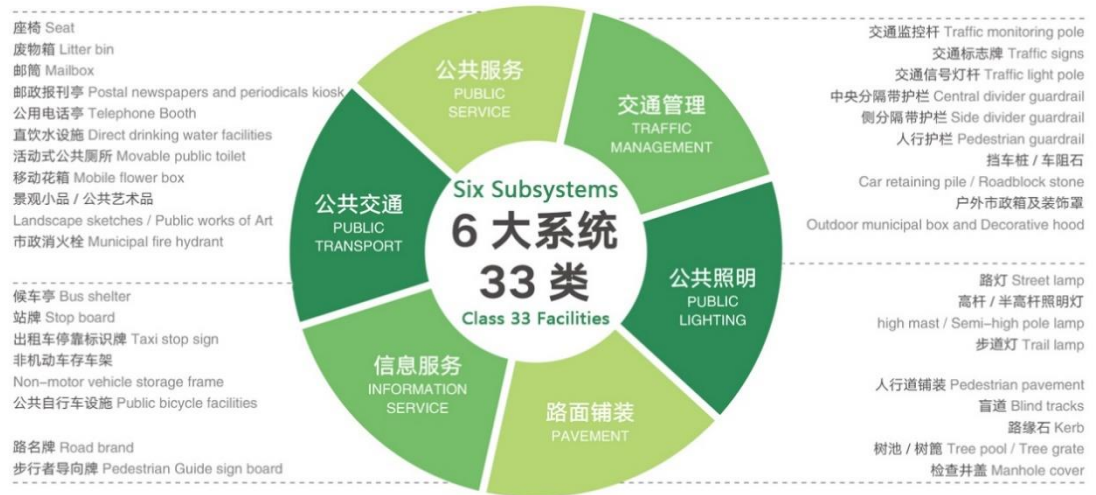 座椅 Seat
废物箱 Litter bin
邮筒 Mailbox
邮政报刊亭 Postal newspapers and periodicals kiosk
公用电话亭 Telephone Booth
直饮水设施 Direct drinking water facilities
活动式公共厕所 Movable public toilet
移动花箱 Mobile flower box
景观小品 / 公共艺术品
Landscape sketches / Public works of Art
市政消火栓 Municipal fire hydrant
候车亭 Bus shelter
站牌 Stop board
出租车停靠标识牌 Taxi stop sign
非机动车存车架
Non-motor vehicle storage frame
公共自行车设施 Public bicycle facilities
路名牌 Road brand
步行者导向牌 Pedestrian Guide sign board
公共服务
PUBLIC
SERVICE
交通管理
TRAFFIC
MANAGEMENT
公共交通
PUBLIC
TRANSPORT
Six Subsystems
6 大系统
33 类
Class 33 Facilities
公共照明
PUBLIC
LIGHTING
信息服务
INFORMATION
SERVICE
路面铺装
PAVEMENT
交通监控杆 Traffic monitoring pole
交通标志牌 Traffic signs
交通信号灯杆 Traffic light pole
中央分隔带护栏 Central divider guardrail
侧分隔带护栏 Side divider guardrail
人行护栏 Pedestrian guardrail
挡车桩 / 车阻石
Car retaining pile / Roadblock stone
户外市政箱及装饰罩
Outdoor municipal box and Decorative hood
路灯 Street lamp
高杆 / 半高杆照明灯
high mast / Semi-high pole lamp
步道灯 Trail lamp
人行道铺装 Pedestrian pavement
盲道 Blind tracks
路缘石 Kerb
树池 / 树篦 Tree pool / Tree grate
检查井盖 Manhole cover